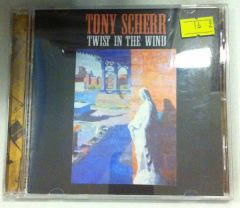 TONY SCHERR
TWIST IN THE WIND